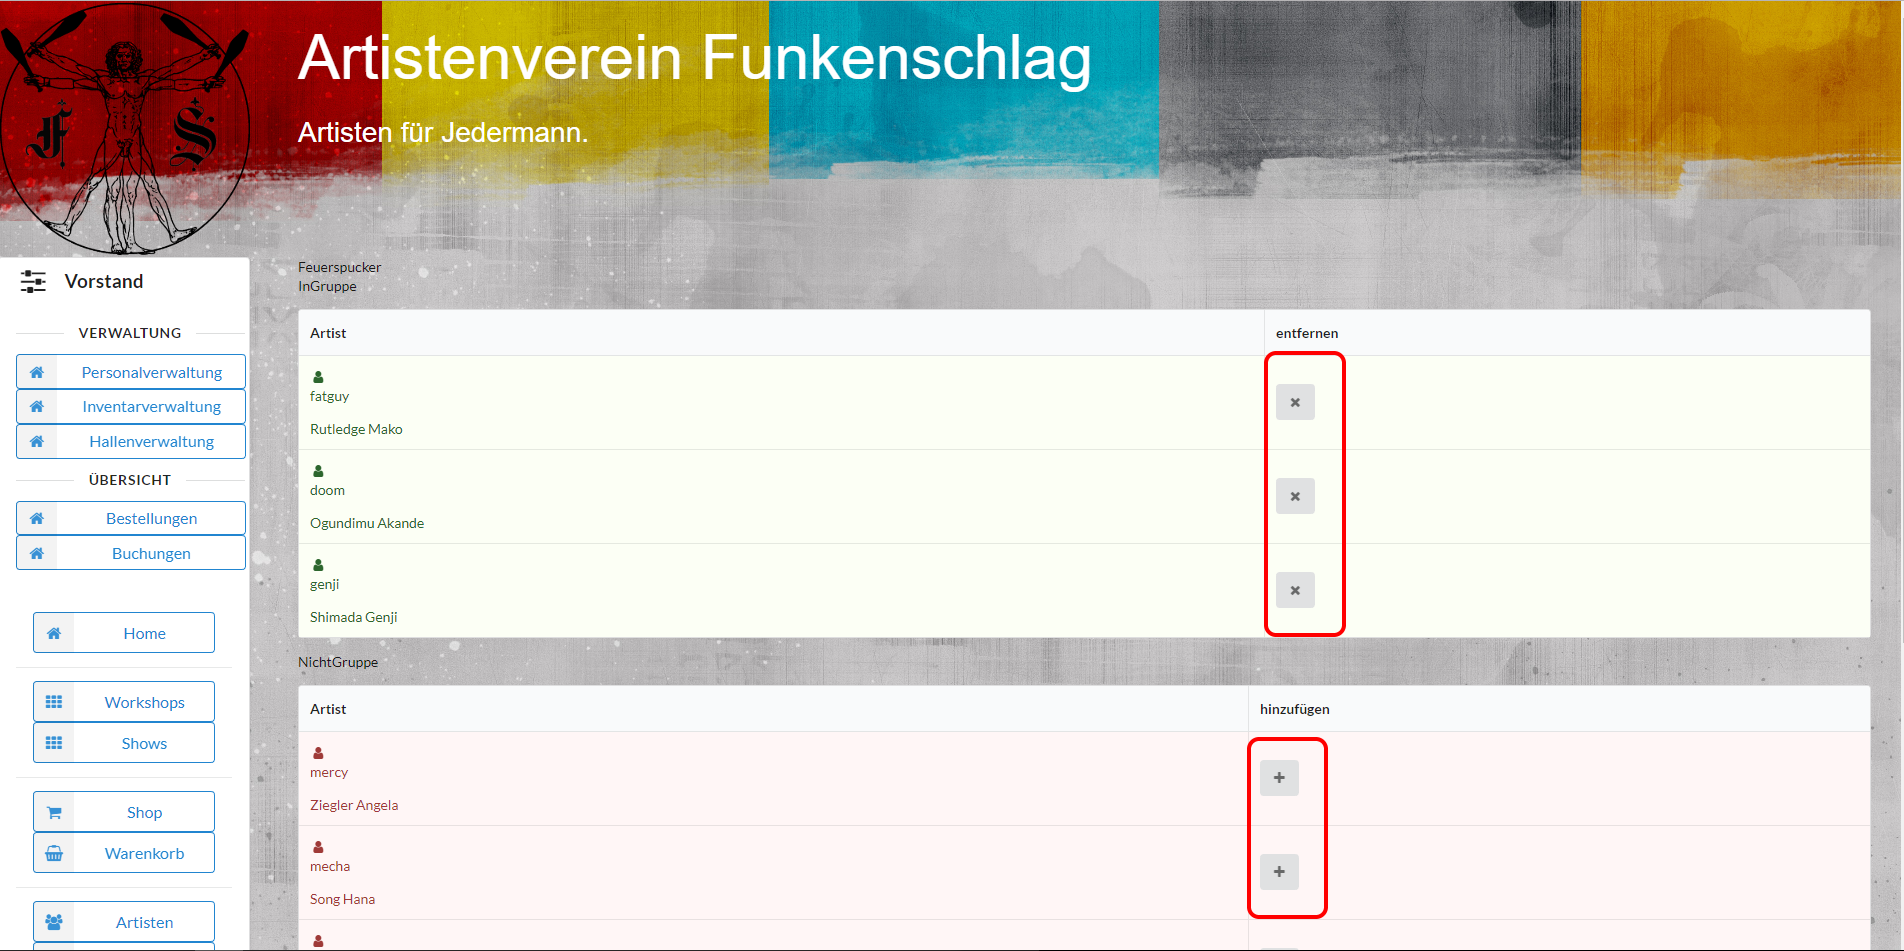 Artistenverein Funkenschlag
Artisten für Jedermann.
F S
Vorstand
VERWALTUNG
Personalverwaltung
Inventarverwaltung
Hallenverwaltung
ÜBERSICHT
Bestellungen
Buchungen
Home
Workshops
Shows
Shop
Warenkorb
Artisten
Feuerspucker
InGruppe
Artist entfernen
fatguy
Rutledge Mako
doom
Ogundimu Akande
genji
Shimada Genji
NichtGruppe
Artist hinzufügen
mercy
Ziegler Angela
mecha
Song Hana